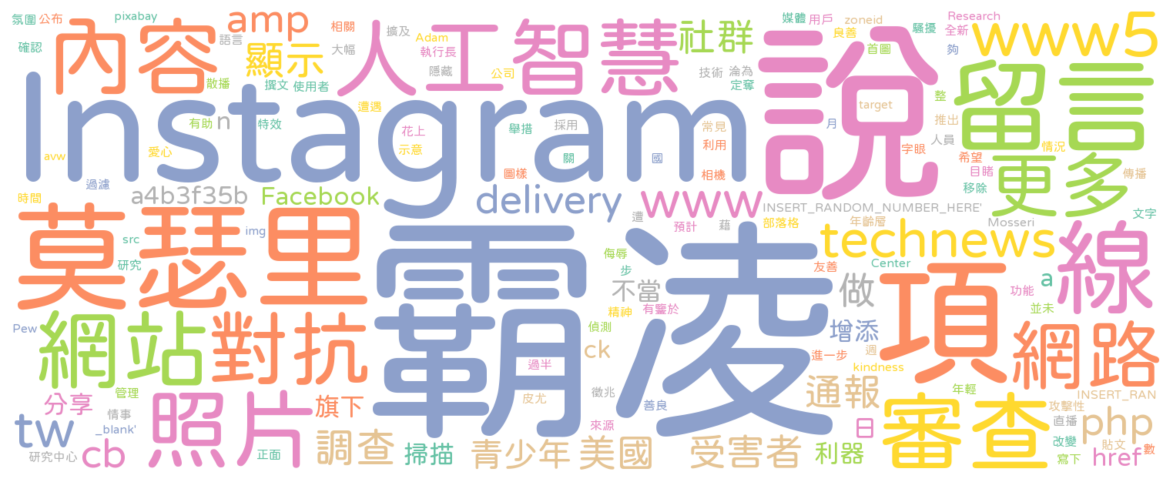 氛圍 公布 pixabay amp 相關 擴及 Adam 社群 媒體 用戶 zoneid Research
確認 內容 語言 顯示 大幅 人工智慧 執行長 隱藏 公司 良善 首圖 騷擾 全新 www5
散播 撰文 使用者 技術 淪為 定奪 說 夠 留言
Instagram
有助 n 特效 遭遇 花上 示意 舉措 採用 常見 利用 target 整 推出 人員 字眼 情況
avw 愛心 關 圖樣 國 相機 月 希望 目睹 移除 更多 傳播
時間 過濾 a4b3f35b Facebook delivery www INSERT_RANDOM_NUMBER_HERE' 文字
莫瑟里 src img 研究 遭 藉 預計 部落格 年齡層 Mosseri
霸凌 侮辱 步 technews 友善 Center a 線
不當 做 有鑒於 項 功能 並未
Pew 網站 對抗 精神 偵測 ck 增添 進一步 週 網路
過半 kindness
管理 徵兆 皮尤 善良 通報 年輕 INSERT_RAN
分享 情事 照片 旗下 來源 審查 攻擊性 php
tw _blank' 日 直播 改變 貼文
研究中心 cb 正面 調查 掃描 青少年 美國 受害者 利器 寫下 href 數